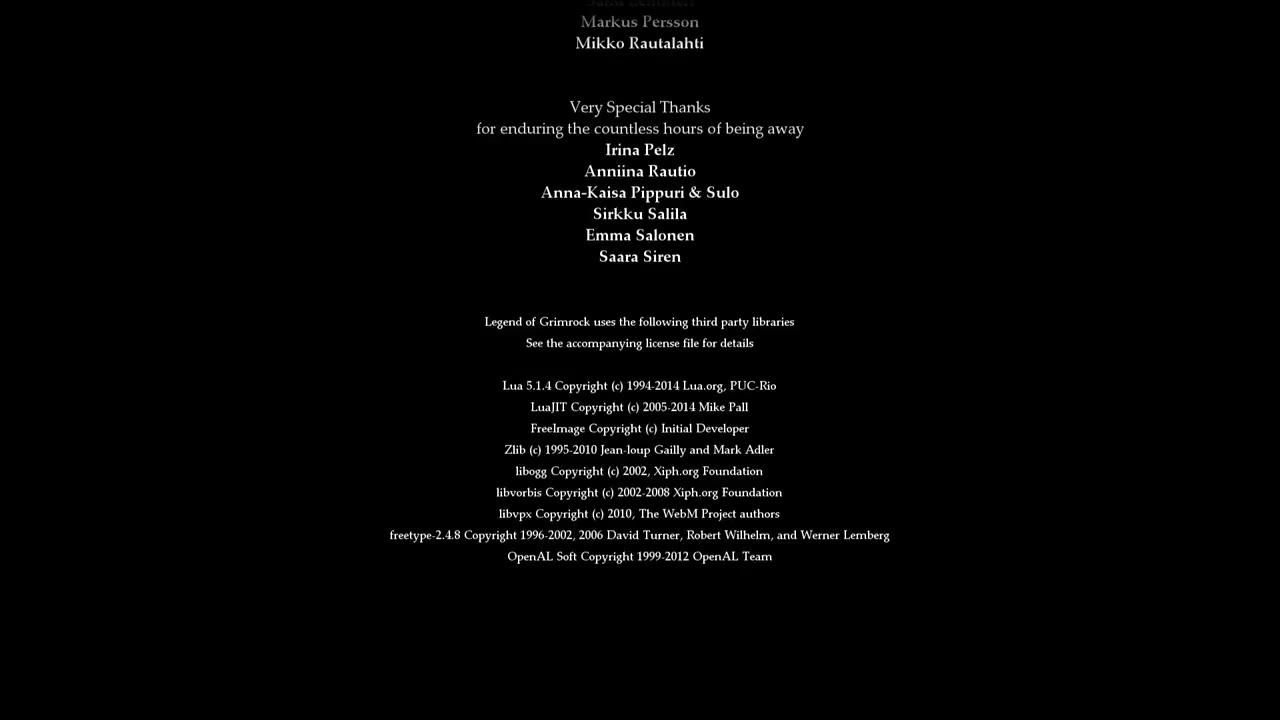 Markus Persson
Mikko Rautalahti
Very Special Thanks
for enduring the countless hours of being away
Irina Pelz
Anniina Rautio
Anna-Kaisa Pippuri & Sulo
Sirkku Salila
Emma Salonen
Saara Siren
Legend of Grimrock uses the following third party libraries
See the accompanying license file for details
Lua 5.1.4 Copyright (c) 1994-2014 Lua.org, PUC-Rio
LuaJIT Copyright (c) 2005-2014 Mike Pall
FreeImage Copyright (c) Initial Developer
Zlib (c) 1995-2010 Jean-loup Gailly and Mark Adler
libogg Copyright (c) 2002, Xiph.org Foundation
libvorbis Copyright (c) 2002-2008 Xiph.org Foundation
libvpx Copyright (c) 2010, The WebM Project authors
freetype-2.4.8 Copyright 1996-2002, 2006 David Turner, Robert Wilhelm, and Werner Lemberg
OpenAL Soft Copyright 1999-2012 OpenAL Team